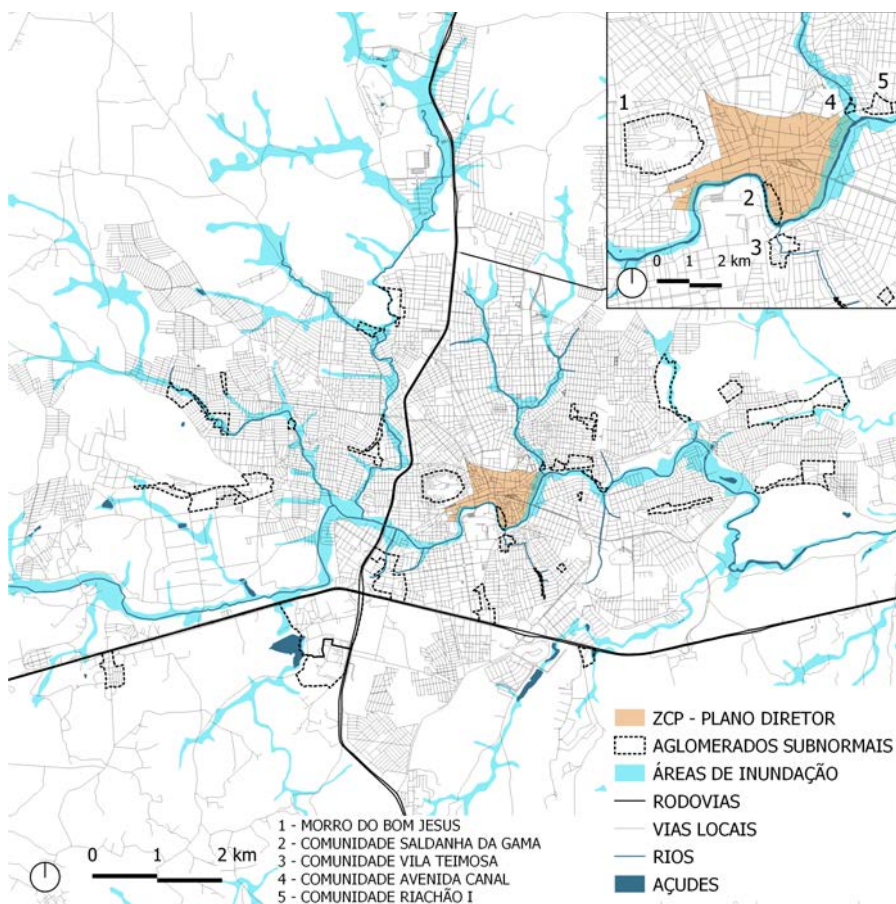 1
2
3
4
5
0 1 2 km
ZCP - PLANO DIRETOR
AGLOMERADOS SUBNORMAIS
ÁREAS DE INUNDAÇÃO
RODOVIAS
VIAS LOCAIS
RIOS
AÇUDES
0 1 2 km
1 - MORRO DO BOM JESUS
2 - COMUNIDADE SALDANHA DA GAMA
3 - COMUNIDADE VILA TEIMOSA
4 - COMUNIDADE AVENIDA CANAL
5 - COMUNIDADE RIACHÃO I